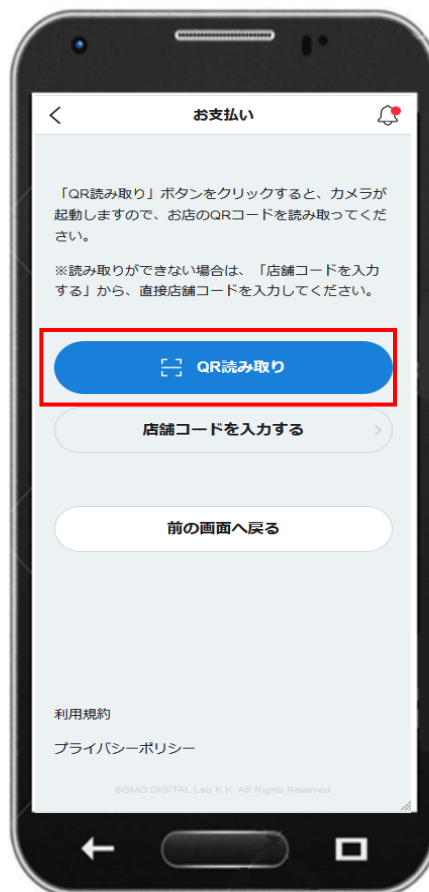 お支払い
「QR読み取り」ボタンをクリックすると、カメラが
起動しますので、お店のQRコードを読み取ってくだ
さい。
※読み取りができない場合は、「店舗コードを入力
する」から、直接店舗コードを入力してください。
QR読み取り
店舗コードを入力する
前の画面へ戻る
利用規約
プライバシーポリシー
©GMO DIGITAL Lab K.K. All Rights Reserved.